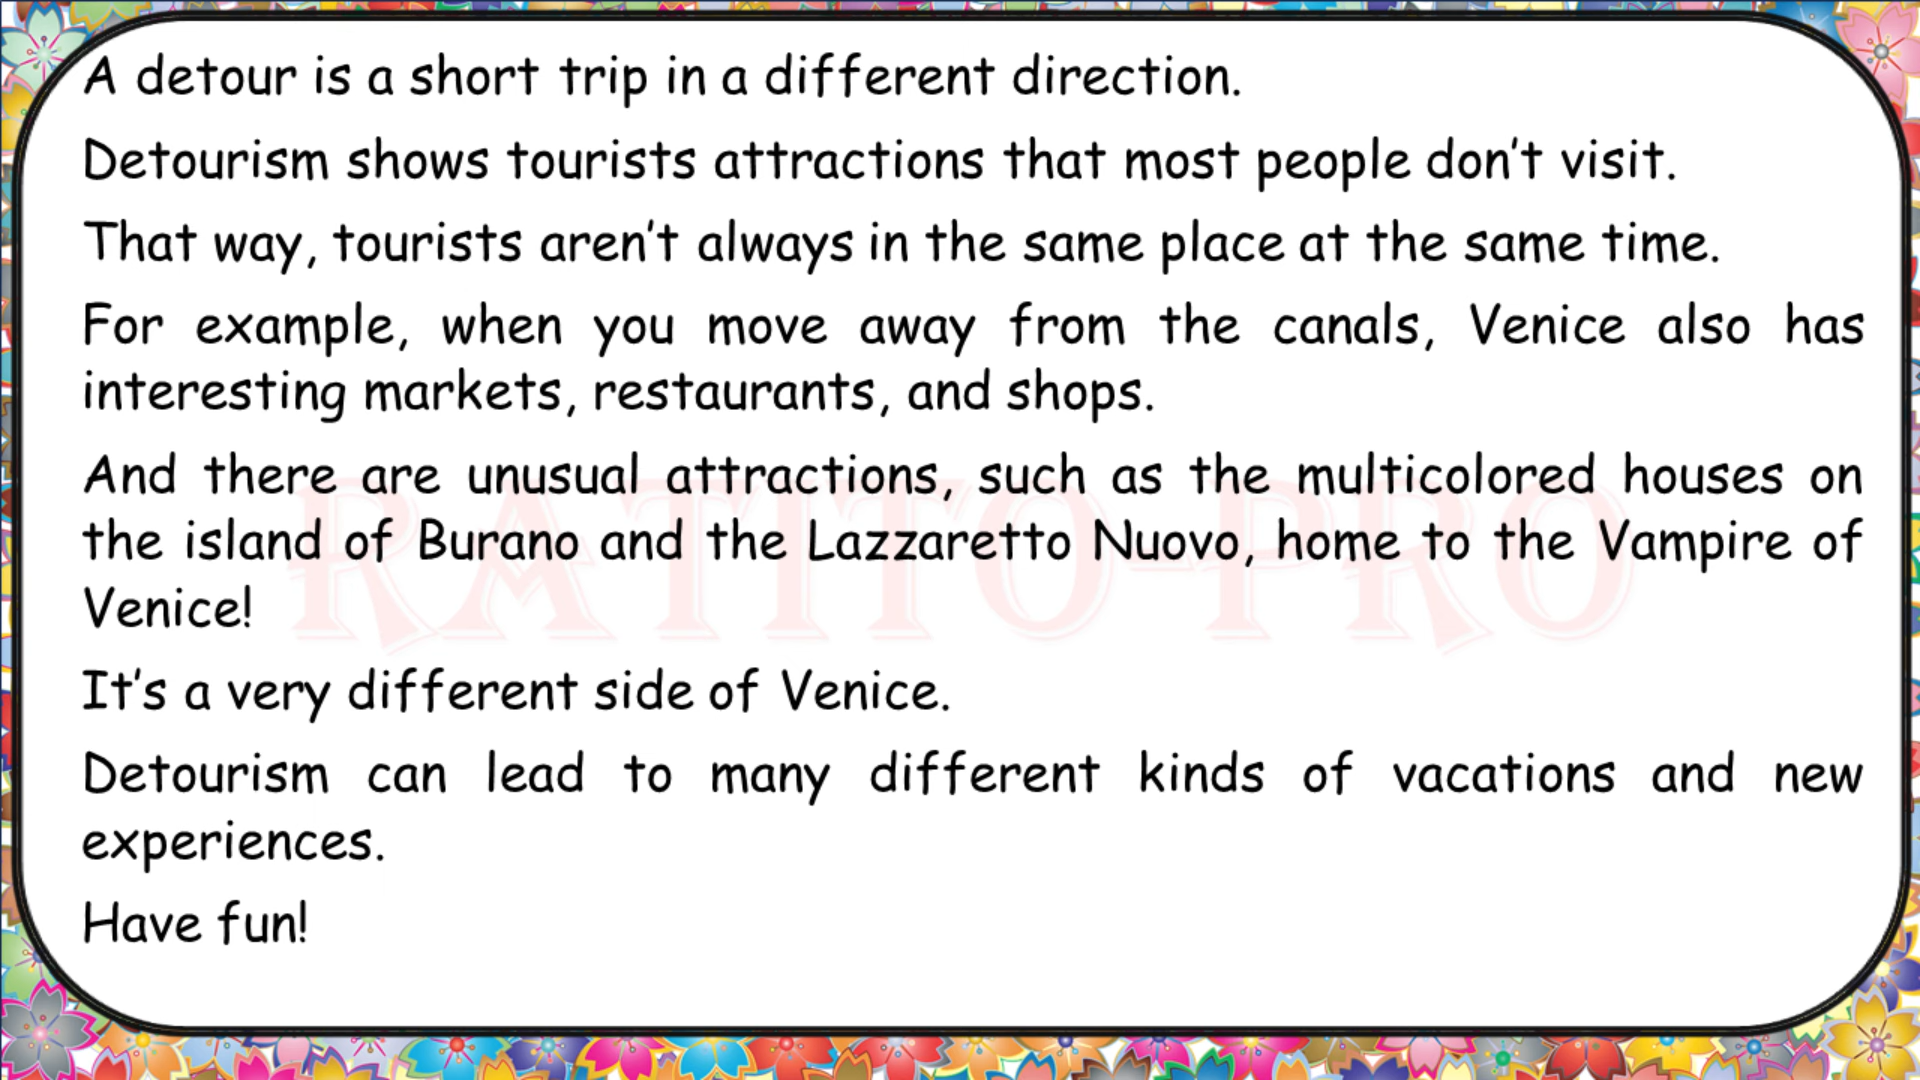 A detour is a short trip in a different direction.
Detourism shows tourists attractions that most people don’t visit.
That way, tourists aren’t always in the same place at the same time.
For example, when you move away from the canals, Venice also has
interesting markets, restaurants, and shops.
And there are unusual attractions, such as the multicolored houses on
the island of Burano and the Lazzaretto Nuovo, home to the Vampire of
Venice!
RATITO-PRO
It’s a very different side of Venice.
Detourism can lead to many different kinds of vacations and new
experiences.
Have fun!